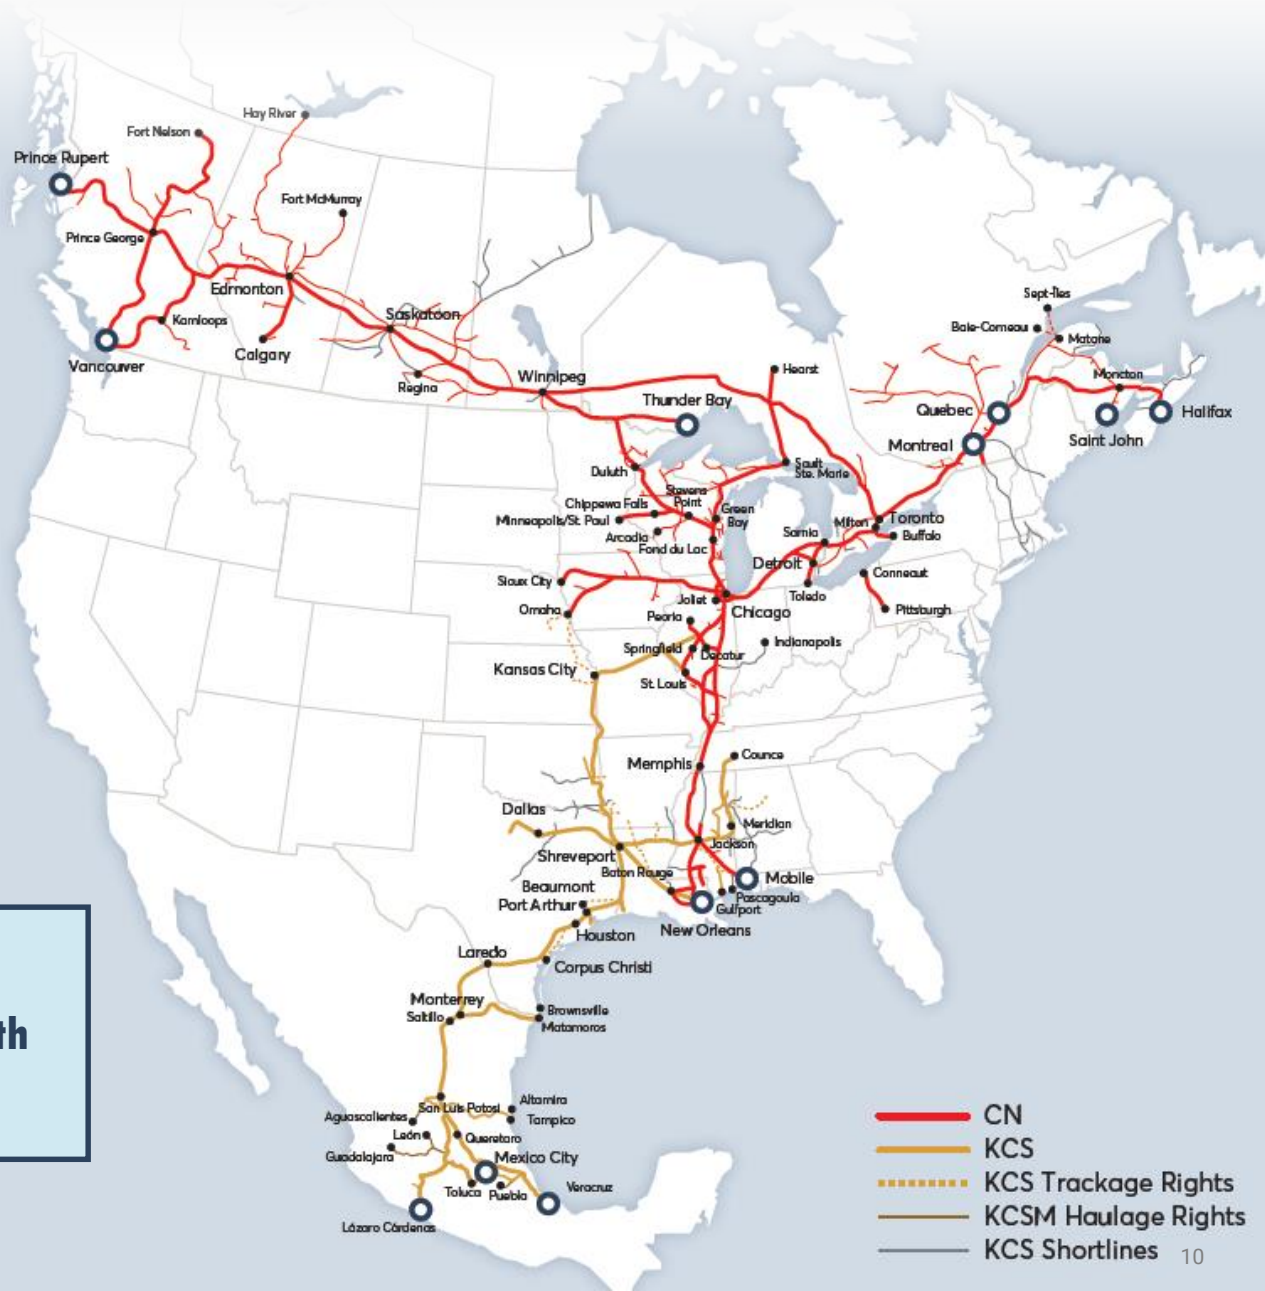 Hay River
Fort Nelson
Prince Rupert
Fort McMurray
Prince George
Edmonton
Sept-Îles
Saskatoon
Baie-Comeau
Kamloops
Matane
Calgary
Vancouver
Hearst
Moncton
Winnipeg
Regina
Thunder Bay
Quebec
Halifax
Saint John
Montreal
Duluth
Sault
Ste. Marie
Stevens
Point
Chippewa Falls
Green
Bay
Minneapolis/St. Paul
Milton
Toronto
Arcadia
Sarnia
Buffalo
Fond du Lac
Detroit
Conneaut
Sioux City
Toledo
Joliet
Omaha
Chicago
Pittsburgh
Peoria
Indianapolis
Springfield
Decatur
Kansas City
St. Louis
Counce
Memphis
Dallas
Meridian
Jackson
Shreveport
Baton Rouge
Mobile
Beaumont
Pascagoula
Port Arthur
Gulfport
New Orleans
Houston
Laredo
Corpus Christi
Monterrey
Brownsville
Saltillo
Matamoros
th
Altamira
San Luis Potosí
Aguascalientes
Tampico
León
Queretaro
Guadalajara
Mexico City
Veracruz
Toluca
Puebla
Lázaro Cárdenas
CN
KCS
KCS Trackage Rights
KCSM Haulage Rights
KCS Shortlines
10